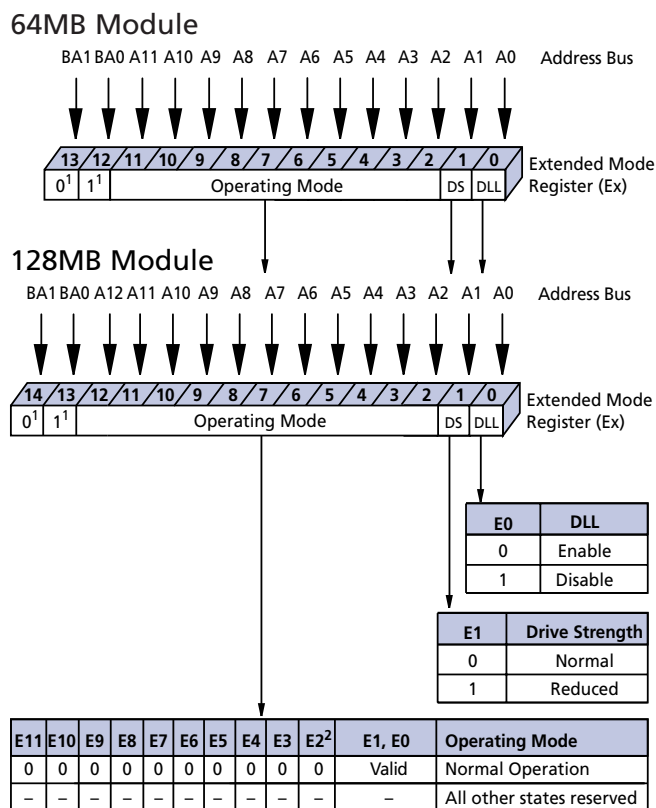 64MB Module
BA1 BA0 A11 A10 A9 A8 A7 A6 A5 A4 A3 A2 A1 A0 Address Bus
13 12 11 10 9 8 7 6 5 4 3 2 1 0
Extended Mode
Register (Ex)
0¹ 1¹ Operating Mode DS DLL
128MB Module
BA1 BA0 A12 A11 A10 A9 A8 A7 A6 A5 A4 A3 A2 A1 A0 Address Bus
14 13 12 11 10 9 8 7 6 5 4 3 2 1 0
Extended Mode
Register (Ex)
0¹ 1¹ Operating Mode DS DLL
E0 DLL
0 Enable
1 Disable
E1 Drive Strength
0 Normal
1 Reduced
E11 E10 E9 E8 E7 E6 E5 E4 E3 E2² E1, E0 Operating Mode
0 0 0 0 0 0 0 0 0 0 Valid Normal Operation
– – – – – – – – – – – All other states reserved